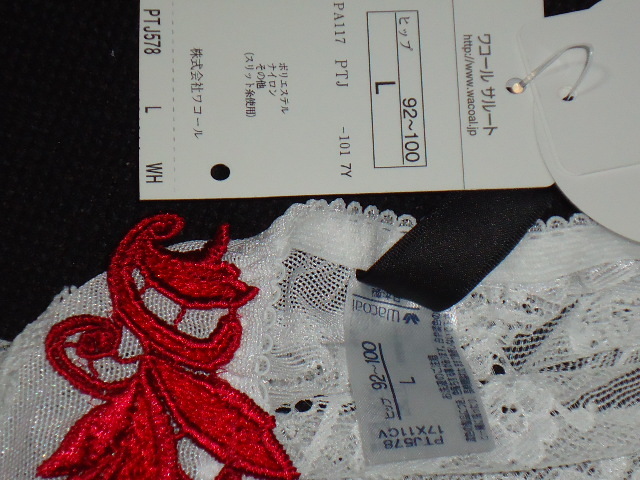 ワコール サルート
http://www.wacoal.jp
ヒップ 92~100
L
PA117 PTJ -101 7Y
ポリエステル
ナイロン
その他
(スリット糸使用)
株式会社ワコール
PTJ578 L WH
Wacoal
L
ヒップ 92~100
PTJ578
17X11CY